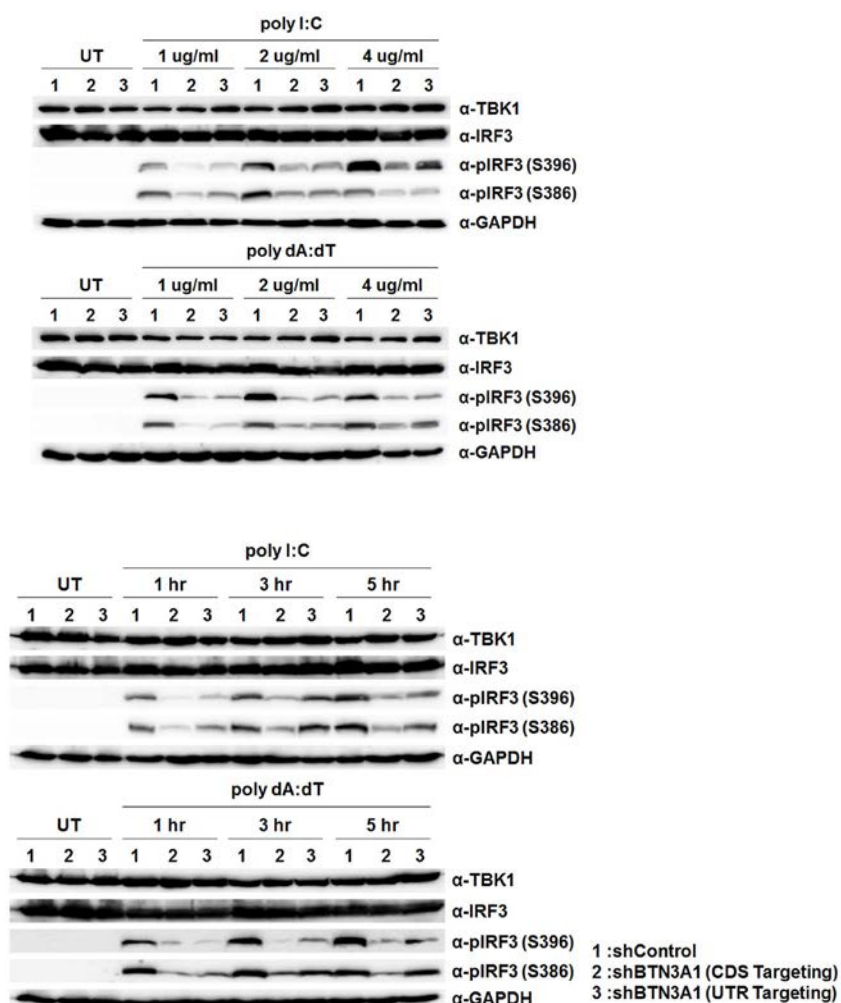 poly I:C
UT 1 ug/ml 2 ug/ml 4 ug/ml
1 2 3 1 2 3 1 2 3 1 2 3
α-TBK1
α-IRF3
α-pIRF3 (S396)
α-pIRF3 (S386)
α-GAPDH
poly dA:dT
UT 1 ug/ml 2 ug/ml 4 ug/ml
1 2 3 1 2 3 1 2 3 1 2 3
α-TBK1
α-IRF3
α-pIRF3 (S396)
α-pIRF3 (S386)
α-GAPDH
poly I:C
UT 1 hr 3 hr 5 hr
1 2 3 1 2 3 1 2 3 1 2 3
α-TBK1
α-IRF3
α-pIRF3 (S396)
α-pIRF3 (S386)
α-GAPDH
poly dA:dT
UT 1 hr 3 hr 5 hr
1 2 3 1 2 3 1 2 3 1 2 3
α-TBK1
α-IRF3
α-pIRF3 (S396)
α-pIRF3 (S386)
α-GAPDH
1 :shControl
2 :shBTN3A1 (CDS Targeting)
3 :shBTN3A1 (UTR Targeting)